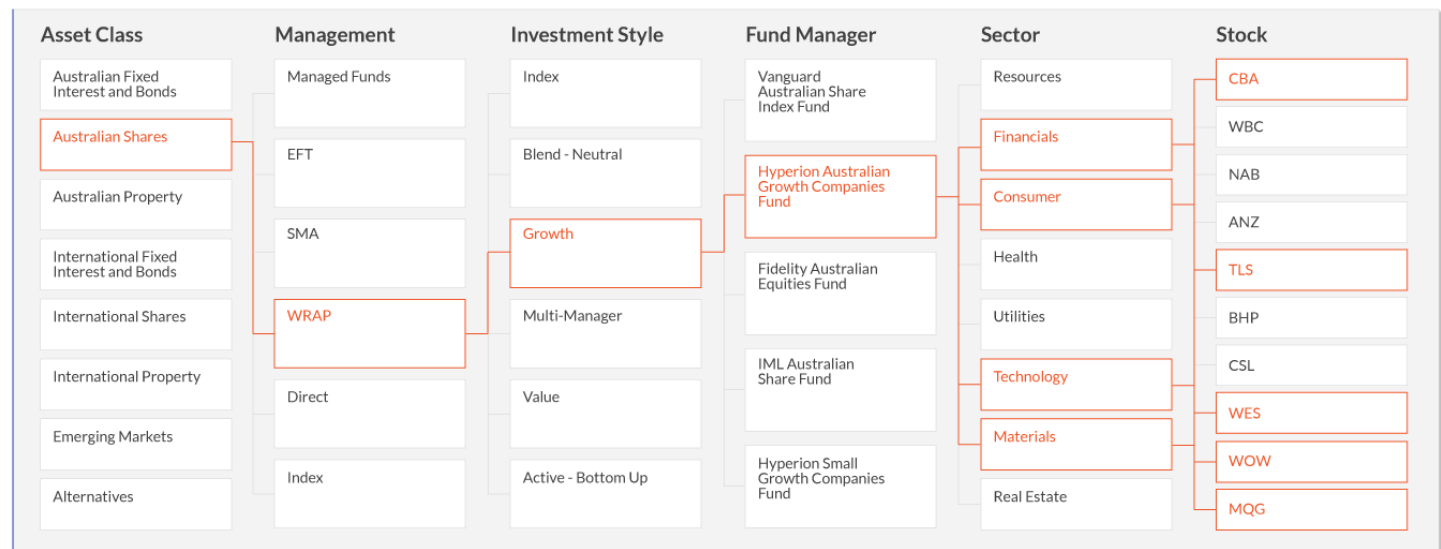 Asset Class
Australian Fixed
Interest and Bonds
Australian Shares
Australian Property
International Fixed
Interest and Bonds
International Shares
International Property
Emerging Markets
Alternatives
Management
Managed Funds
EFT
SMA
WRAP
Direct
Index
Investment Style
Index
Blend - Neutral
Growth
Multi-Manager
Value
Active - Bottom Up
Fund Manager
Vanguard
Australian Share
Index Fund
Hyperion Australian
Growth Companies
Fund
Fidelity Australian
Equities Fund
IML Australian
Share Fund
Hyperion Small
Growth Companies
Fund
Sector
Resources
Financials
Consumer
Health
Utilities
Technology
Materials
Real Estate
Stock
CBA
WBC
NAB
ANZ
TLS
BHP
CSL
WES
WOW
MQG